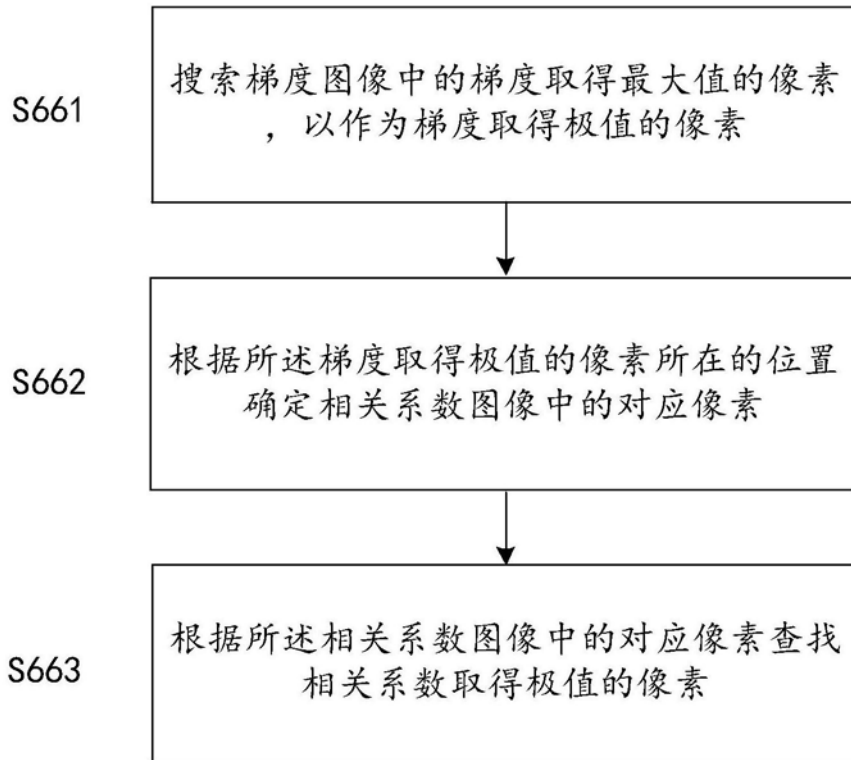 S661
搜索梯度图像中的梯度取得最大值的像素
，以作为梯度取得极值的像素
S662
根据所述梯度取得极值的像素所在的位置
确定相关系数图像中的对应像素
S663
根据所述相关系数图像中的对应像素查找
相关系数取得极值的像素